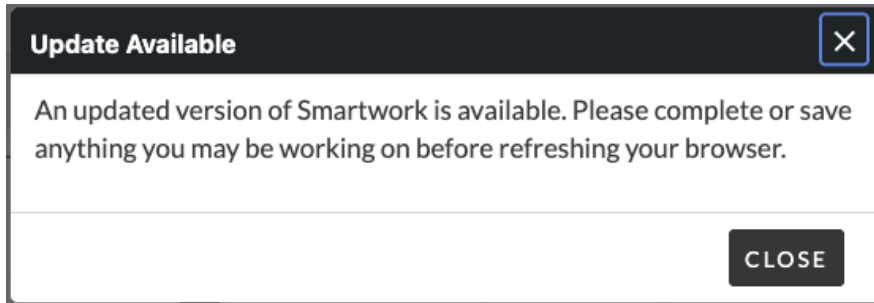 Update Available
An updated version of Smartwork is available. Please complete or save
anything you may be working on before refreshing your browser.
CLOSE